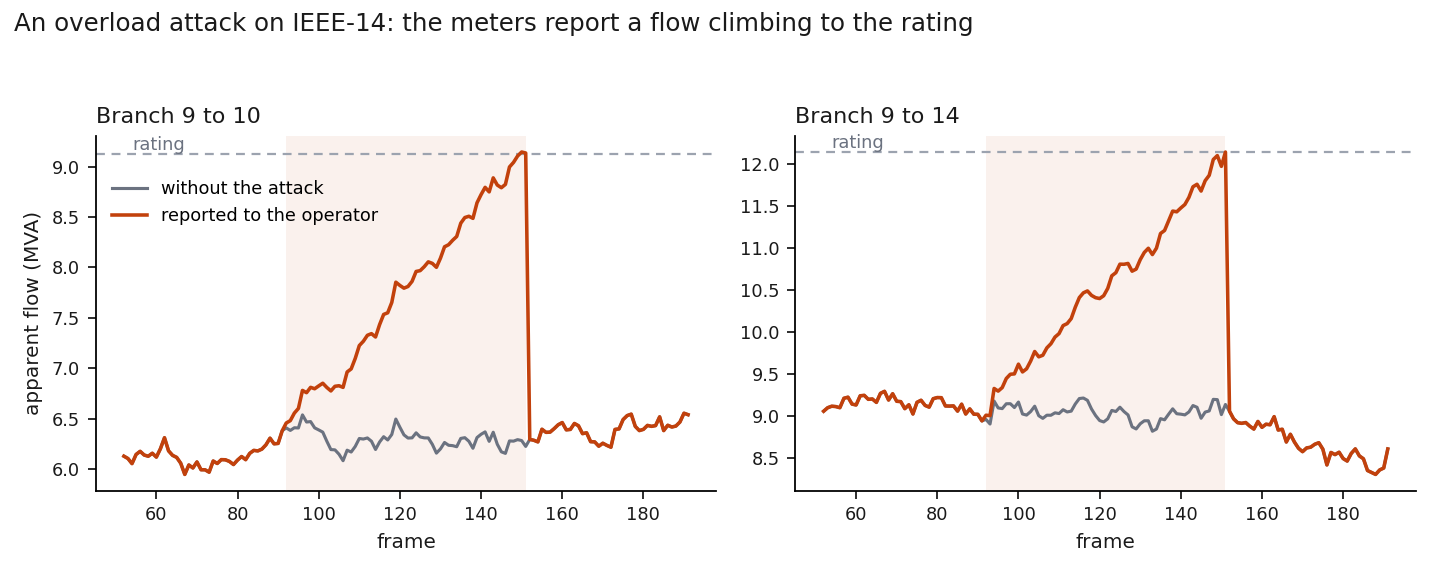 An overload attack on IEEE-14: the meters report a flow climbing to the rating
Branch 9 to 10
rating
without the attack
reported to the operator
apparent flow (MVA)
9.0
8.5
8.0
7.5
7.0
6.5
6.0
60 80 100 120 140 160 180
frame
Branch 9 to 14
rating
12.0
11.5
11.0
10.5
10.0
9.5
9.0
8.5
60 80 100 120 140 160 180
frame